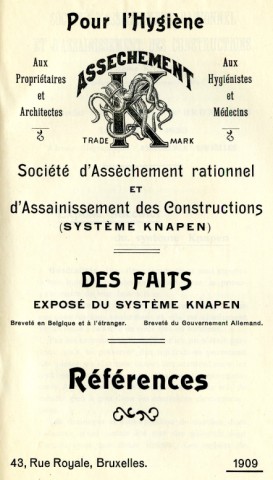 Pour l'Hygiène
Aux
Propriétaires
et
Architectes
ASSÈCHEMENT
K
TRADE MARK
Aux
Hygiénistes
et
Médecins
Société d'Assèchement rationnel
ET
d'Assainissement des Constructions
(SYSTÈME KNAPEN)
DES FAITS
EXPOSÉ DU SYSTÈME KNAPEN
Breveté en Belgique et à l'étranger. Breveté du Gouvernement Allemand.
Références
43, Rue Royale, Bruxelles. 1909